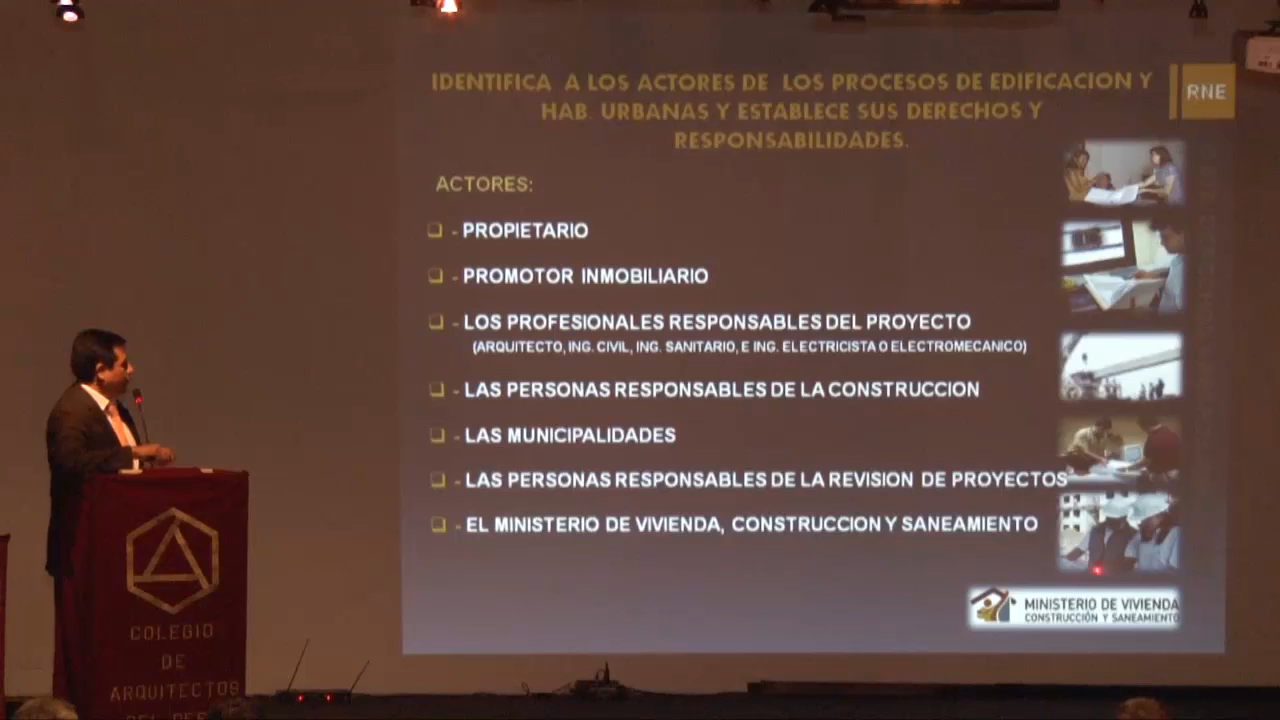 IDENTIFICA A LOS ACTORES DE LOS PROCESOS DE EDIFICACION Y
HAB. URBANAS Y ESTABLECE SUS DERECHOS Y
RESPONSABILIDADES.
RNE
ACTORES:
- PROPIETARIO
- PROMOTOR INMOBILIARIO
- LOS PROFESIONALES RESPONSABLES DEL PROYECTO
(ARQUITECTO, ING. CIVIL, ING. SANITARIO, E ING. ELECTRICISTA O ELECTROMECANICO)
- LAS PERSONAS RESPONSABLES DE LA CONSTRUCCION
- LAS MUNICIPALIDADES
- LAS PERSONAS RESPONSABLES DE LA REVISION DE PROYECTOS
- EL MINISTERIO DE VIVIENDA, CONSTRUCCION Y SANEAMIENTO
MINISTERIO DE VIVIENDA
CONSTRUCCIÓN Y SANEAMIENTO
COLEGIO
DE
ARQUITECTOS